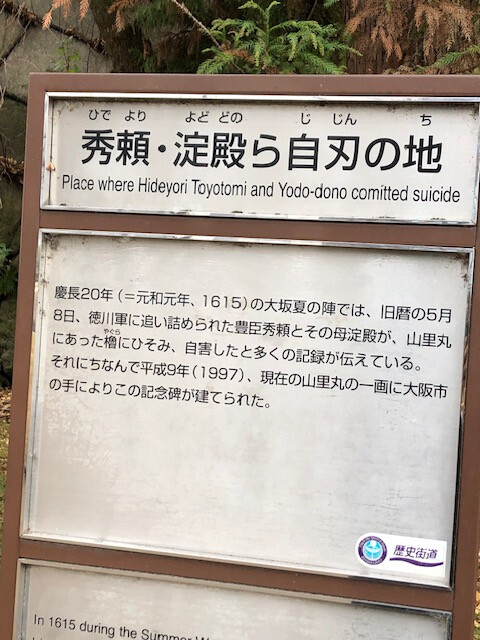 ひで より よど どの じ じん ち
秀頼・淀殿ら自刃の地
Place where Hideyori Toyotomi and Yodo-dono comitted suicide
慶長20年（＝元和元年、1615）の大坂夏の陣では、旧暦の5月
8日、徳川軍に追い詰められた豊臣秀頼とその母淀殿が、山里丸
やぐら
にあった櫓にひそみ、自害したと多くの記録が伝えている。
それにちなんで平成9年（1997）、現在の山里丸の一画に大阪市
の手によりこの記念碑が建てられた。
歴史街道
In 1615 during the Summer